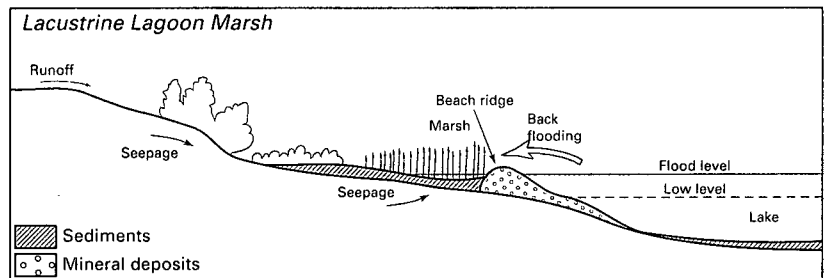 Lacustrine Lagoon Marsh
Runoff
Seepage
Beach ridge
Marsh
Back
flooding
Flood level
Low level
Seepage
Lake
Sediments
Mineral deposits